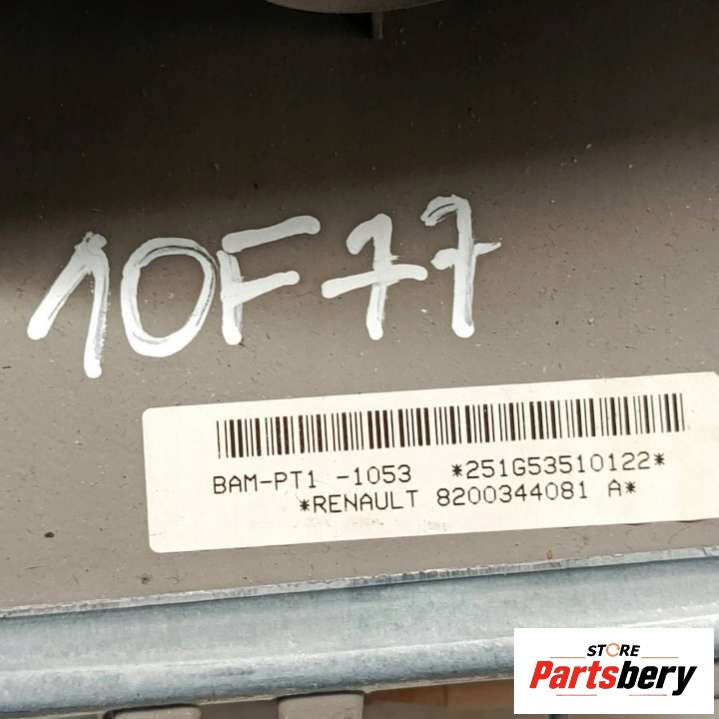 10F77
BAM-PT1 -1053 *251G53510122*
*RENAULT 8200344081 A*
STORE
Partsbery